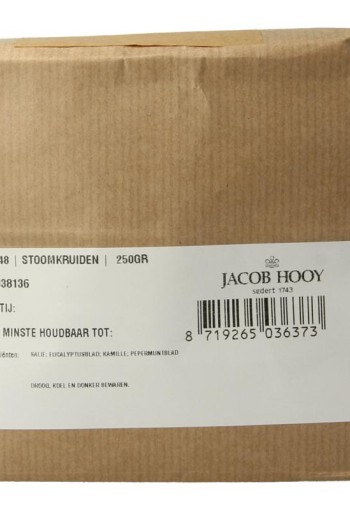 48 | STOOMKRUIDEN | 250GR
38136
TIJ:
MINSTE HOUDBAAR TOT:
SALIE; EUCALYPTUSBLAD; KAMILLE; PEPERMUNTBLAD
DROOG, KOEL EN DONKER BEWAREN.
JACOB HOOY
sedert 1743
8 719265 036373